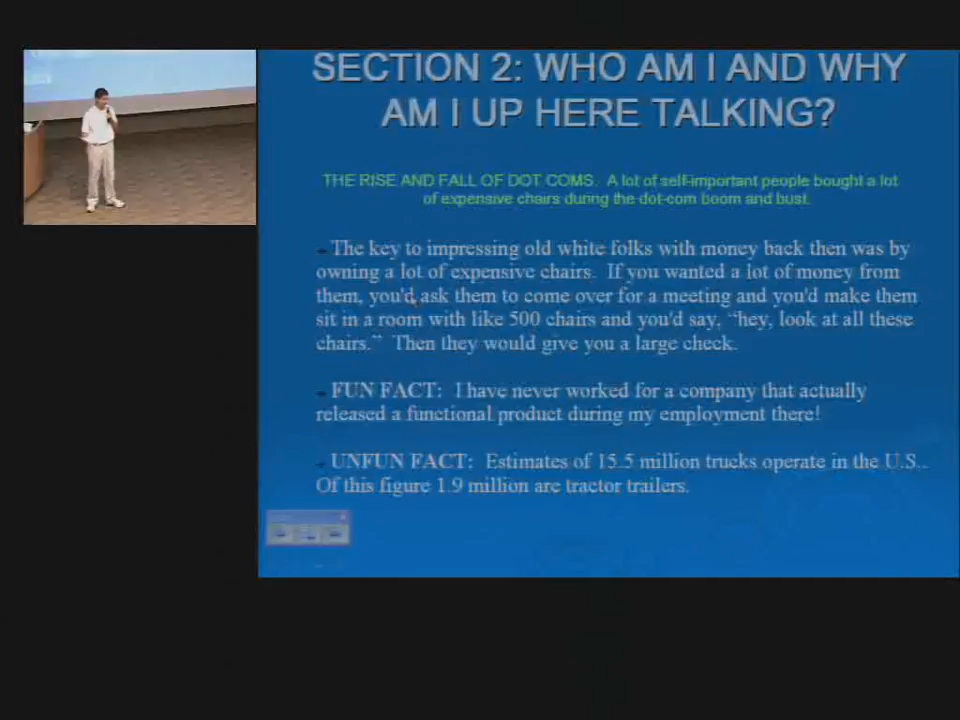 SECTION 2: WHO AM I AND WHY
AM I UP HERE TALKING?
THE RISE AND FALL OF DOT COMS. A lot of self-important people bought a lot
of expensive chairs during the dot-com boom and bust.
The key to impressing old white folks with money back then was by
owning a lot of expensive chairs. If you wanted a lot of money from
them, you'd ask them to come over for a meeting and you'd make them
sit in a room with like 500 chairs and you'd say, "hey, look at all these
chairs." Then they would give you a large check.
FUN FACT: I have never worked for a company that actually
released a functional product during my employment there!
UNFUN FACT: Estimates of 15.5 million trucks operate in the U.S..
Of this figure 1.9 million are tractor trailers.